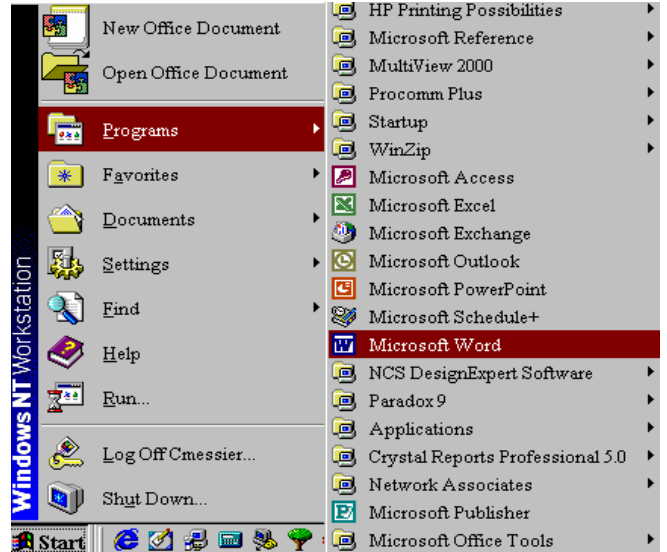 New Office Document
Open Office Document
Programs
Favorites
Documents
Settings
Find
Help
Run...
Log Off Cmessier...
Shut Down...
Windows NT Workstation
Start
HP Printing Possibilities
Microsoft Reference
MultiView 2000
Procomm Plus
Startup
WinZip
Microsoft Access
Microsoft Excel
Microsoft Exchange
Microsoft Outlook
Microsoft PowerPoint
Microsoft Schedule+
Microsoft Word
NCS DesignExpert Software
Paradox 9
Applications
Crystal Reports Professional 5.0
Network Associates
Microsoft Publisher
Microsoft Office Tools